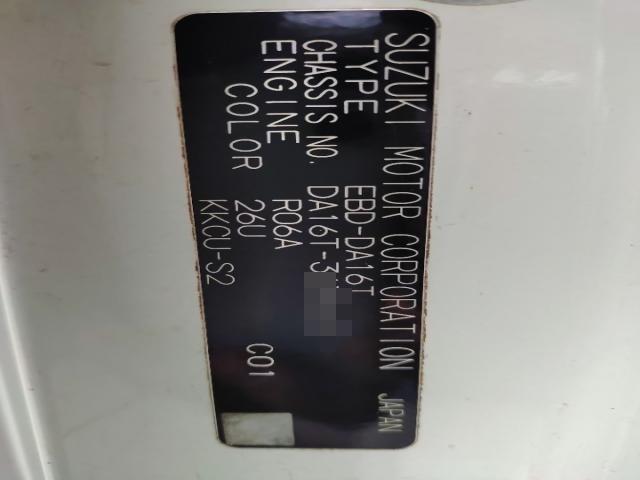 SUZUKI MOTOR CORPORATION JAPAN
TYPE EBD-DA16T
CHASSIS NO. DA16T-3
ENGINE R06A
COLOR 26U C01
KKCU-S2